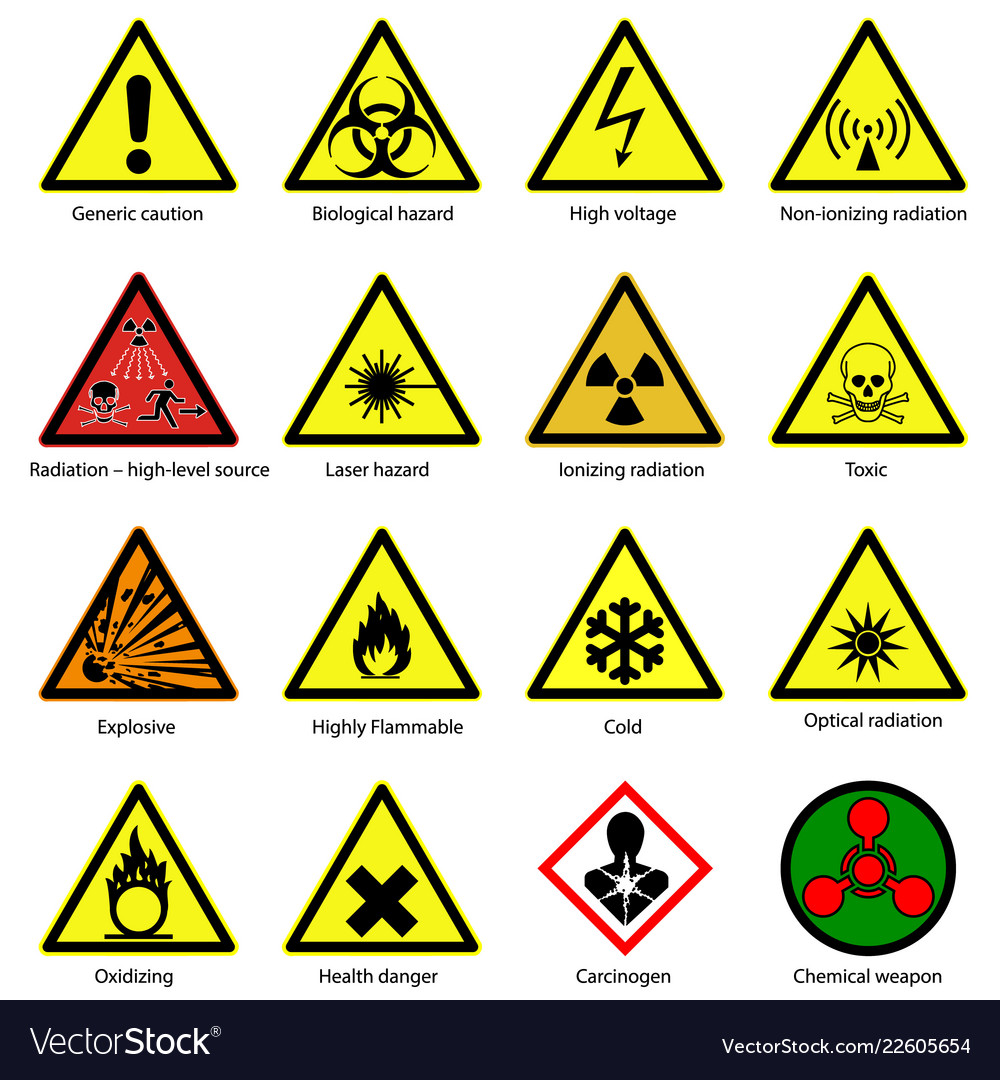 Generic caution
Biological hazard
High voltage
Non-ionizing radiation
Radiation – high-level source
Laser hazard
Ionizing radiation
Toxic
Explosive
Highly Flammable
Cold
Optical radiation
Oxidizing
Health danger
Carcinogen
Chemical weapon
VectorStock®
VectorStock.com/22605654